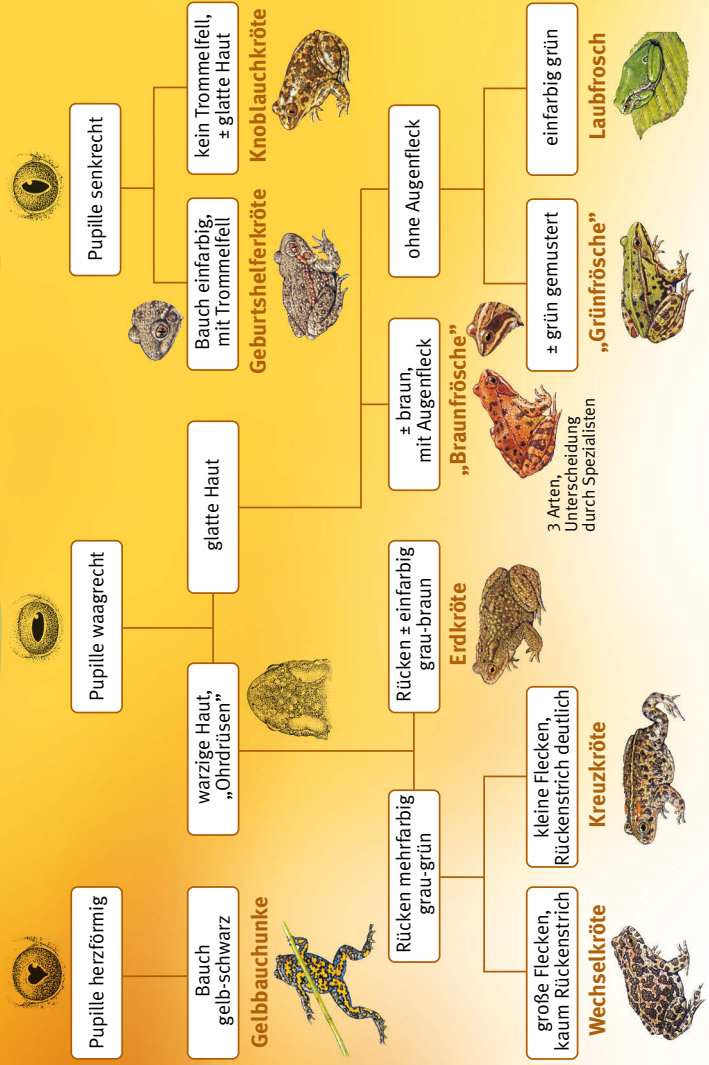 Pupille herzförmig
Pupille waagrecht
Pupille senkrecht
Bauch
gelb-schwarz
Gelbbauchunke
warzige Haut,
„Ohrdrüsen”
glatte Haut
Bauch einfarbig,
mit Trommelfell
Geburtshelferkröte
kein Trommelfell,
± glatte Haut
Knoblauchkröte
Rücken mehrfarbig
grau-grün
Rücken ± einfarbig
grau-braun
Erdkröte
± braun,
mit Augenfleck
„Braunfrösche”
3 Arten,
Unterscheidung
durch Spezialisten
ohne Augenfleck
große Flecken,
kaum Rückenstrich
Wechselkröte
kleine Flecken,
Rückenstrich deutlich
Kreuzkröte
± grün gemustert
„Grünfrösche”
einfarbig grün
Laubfrosch